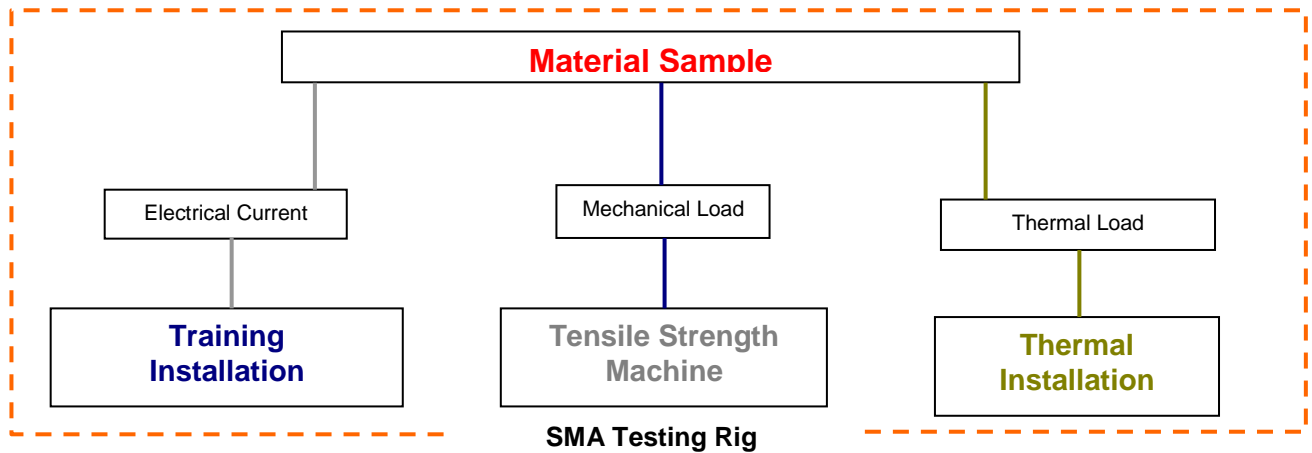 Material Sample
Electrical Current
Mechanical Load
Thermal Load
Training
Installation
Tensile Strength
Machine
Thermal
Installation
SMA Testing Rig